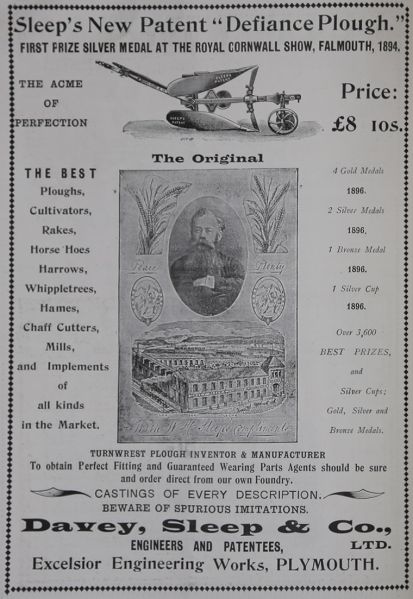 Sleep's New Patent "Defiance Plough."
FIRST PRIZE SILVER MEDAL AT THE ROYAL CORNWALL SHOW, FALMOUTH, 1894.
THE ACME
OF
PERFECTION
SLEEP'S
PATENT
Price:
£8 10s.
The Original
THE BEST
Ploughs,
Cultivators,
Rakes,
Horse Hoes
Harrows,
Whippletrees,
Hames,
Chaff Cutters,
Mills,
and Implements
of
all kinds
in the Market.
Peace
Plenty
4 Gold Medals
1896.
2 Silver Medals
1896,
1 Bronze Medal
1896.
1 Silver Cup
1896.
Over 3,600
BEST PRIZES,
and
Silver Cups;
Gold, Silver and
Bronze Medals.
TURNWREST PLOUGH INVENTOR & MANUFACTURER
To obtain Perfect Fitting and Guaranteed Wearing Parts Agents should be sure
and order direct from our own Foundry.
CASTINGS OF EVERY DESCRIPTION.
BEWARE OF SPURIOUS IMITATIONS.
Davey, Sleep & Co.,
ENGINEERS AND PATENTEES, LTD.
Excelsior Engineering Works, PLYMOUTH.